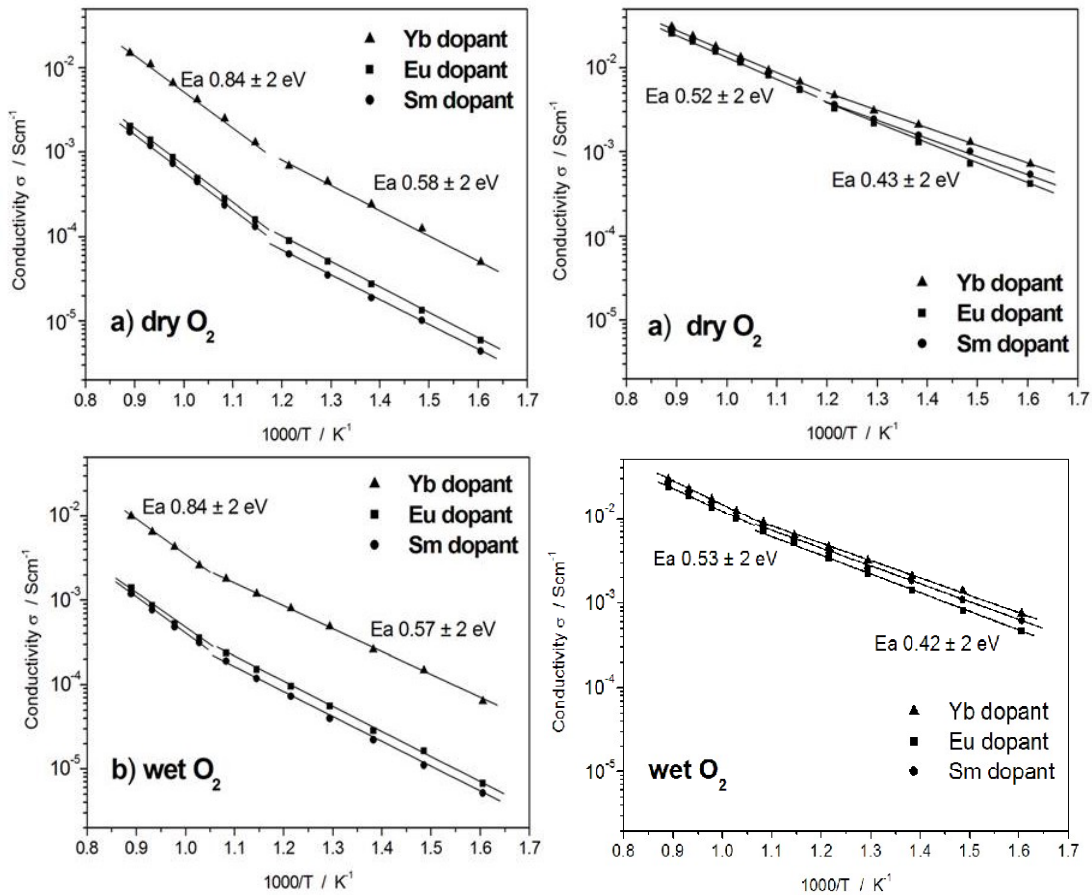 Yb dopant
Eu dopant
Sm dopant
Ea 0.84 ± 2 eV
Ea 0.58 ± 2 eV
a) dry O2
10-2
10-3
10-4
10-5
Conductivity σ / Scm-1
0.8 0.9 1.0 1.1 1.2 1.3 1.4 1.5 1.6 1.7
1000/T / K-1
Ea 0.52 ± 2 eV
Ea 0.43 ± 2 eV
Yb dopant
Eu dopant
Sm dopant
a) dry O2
10-2
10-3
10-4
10-5
Conductivity σ / Scm-1
0.8 0.9 1.0 1.1 1.2 1.3 1.4 1.5 1.6 1.7
1000/T / K-1
Yb dopant
Eu dopant
Sm dopant
Ea 0.84 ± 2 eV
Ea 0.57 ± 2 eV
b) wet O2
10-2
10-3
10-4
10-5
Conductivity σ / Scm-1
0.8 0.9 1.0 1.1 1.2 1.3 1.4 1.5 1.6 1.7
1000/T / K-1
Ea 0.53 ± 2 eV
Ea 0.42 ± 2 eV
Yb dopant
Eu dopant
Sm dopant
wet O2
10-2
10-3
10-4
10-5
Conductivity σ / Scm-1
0.8 0.9 1.0 1.1 1.2 1.3 1.4 1.5 1.6 1.7
1000/T / K-1